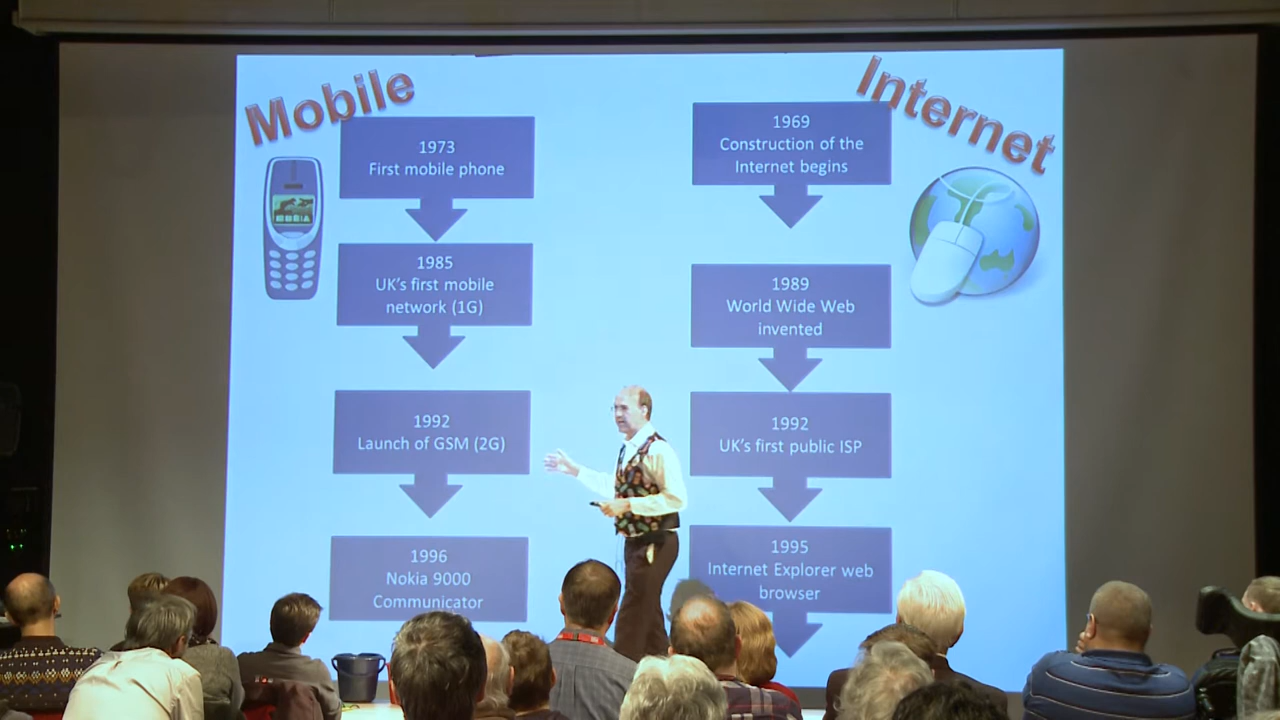 Mobile
1973
First mobile phone
1985
UK's first mobile
network (1G)
1992
Launch of GSM (2G)
1996
Nokia 9000
Communicator
Internet
1969
Construction of the
Internet begins
1989
World Wide Web
invented
1992
UK's first public ISP
1995
Internet Explorer web
browser